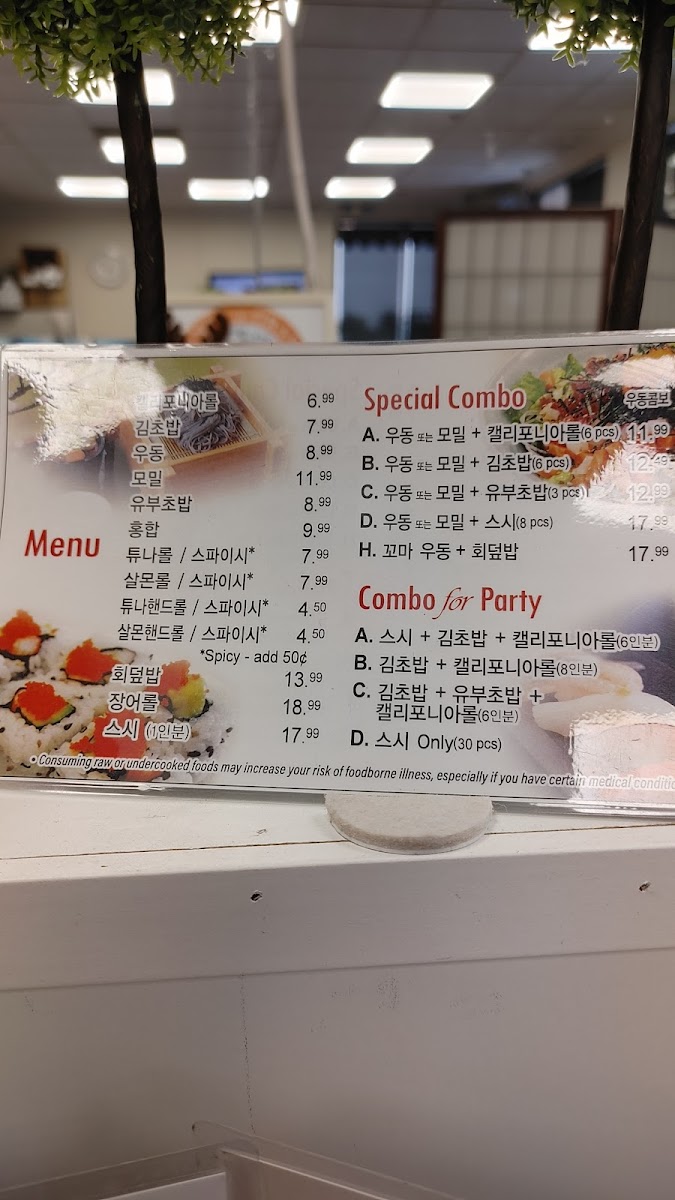 Menu
캘리포니아롤 6.99
김초밥 7.99
우동 8.99
모밀 11.99
유부초밥 8.99
홍합 9.99
튜나롤 / 스파이시* 7.99
살몬롤 / 스파이시* 7.99
튜나핸드롤 / 스파이시* 4.50
살몬핸드롤 / 스파이시* 4.50
*Spicy - add 50¢
회덮밥 13.99
장어롤 18.99
스시 (1인분) 17.99
Special Combo
우동콤보
A. 우동 또는 모밀 + 캘리포니아롤(6 pcs) 11.99
B. 우동 또는 모밀 + 김초밥(6 pcs) 12.49
C. 우동 또는 모밀 + 유부초밥(3 pcs) 12.99
D. 우동 또는 모밀 + 스시(8 pcs) 17.99
H. 꼬마 우동 + 회덮밥 17.99
Combo for Party
A. 스시 + 김초밥 + 캘리포니아롤(6인분)
B. 김초밥 + 캘리포니아롤(8인분)
C. 김초밥 + 유부초밥 +
캘리포니아롤(6인분)
D. 스시 Only(30 pcs)
• Consuming raw or undercooked foods may increase your risk of foodborne illness, especially if you have certain medical conditio